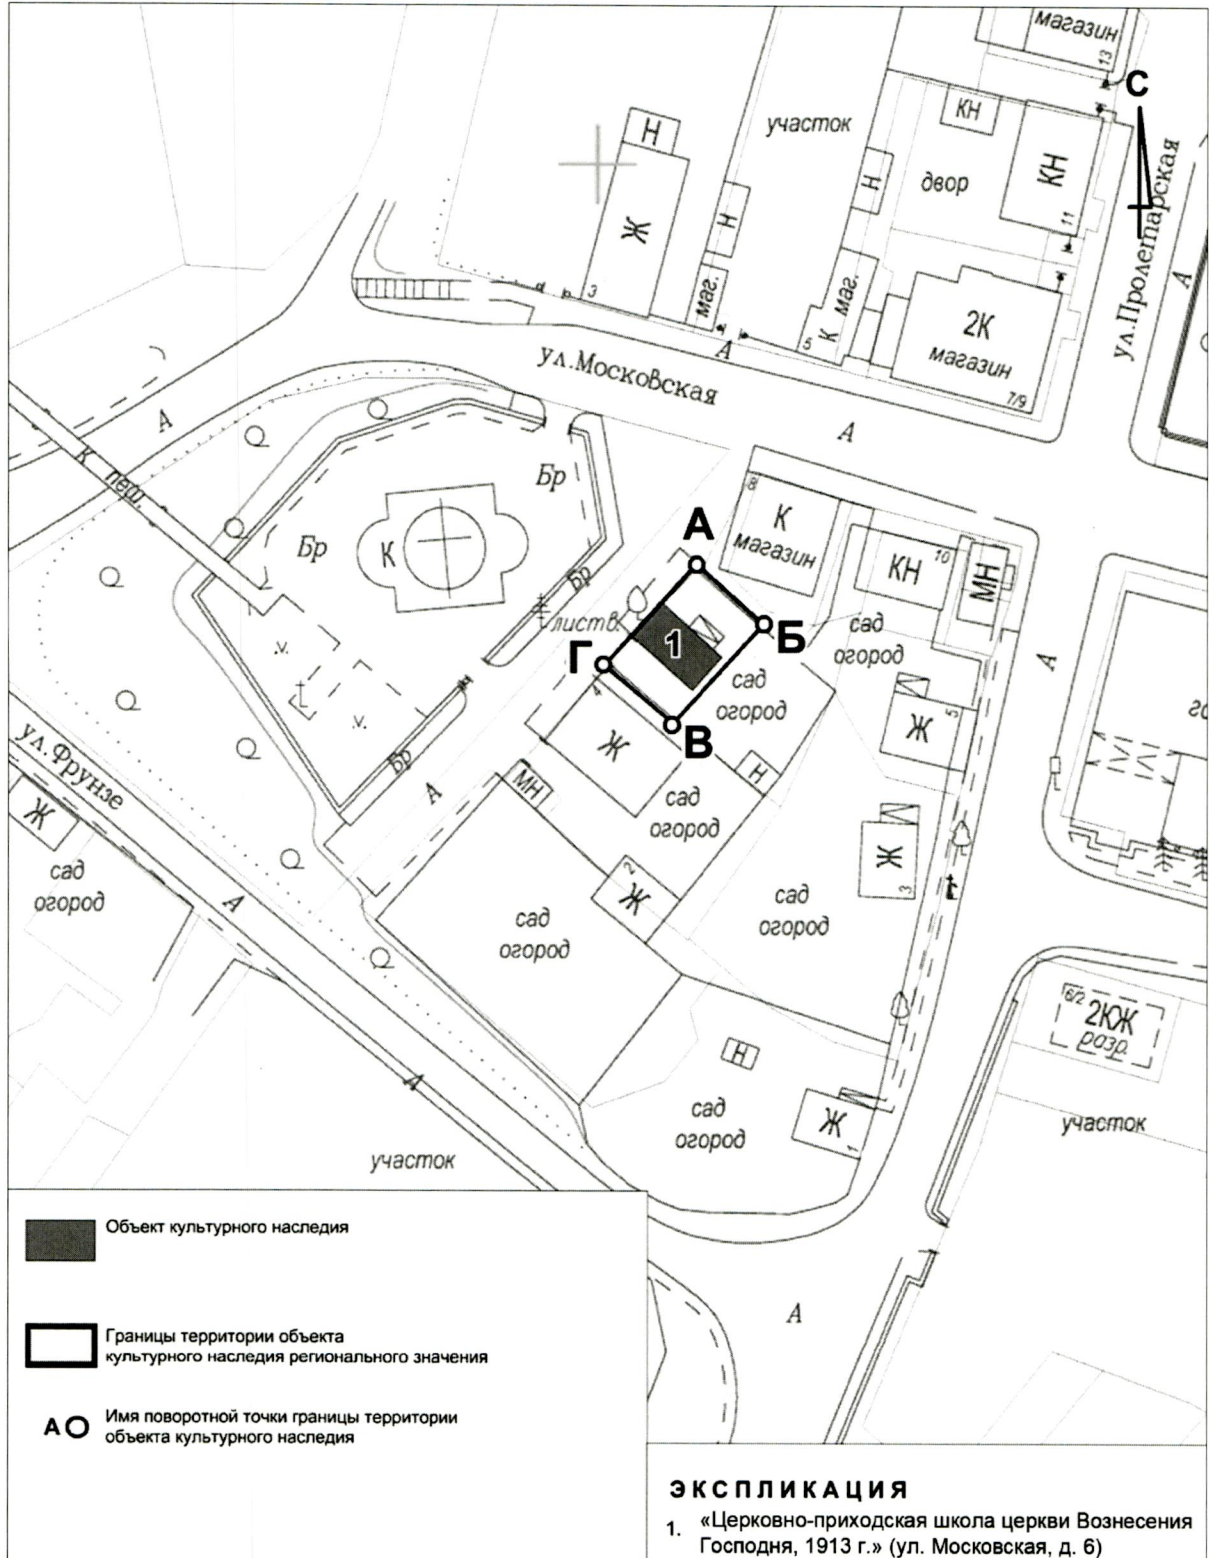 магазин
13
С
КН
участок
Н
КН
двор
Н
ул.Пролетарская
Ж
Н
11
А
3
маг.
К маг.
2К
магазин
5
7/9
А
ул.Московская
А
А
К пеш.
Бр
8
К
магазин
А
Бр
К
КН
10
МН
Бр
листв.
1
Б
сад
огород
А
Г
4
сад
огород
В
Ж
5
Ж
Н
ул.Фрунзе
Бр
А
МН
сад
огород
Ж
Ж
3
сад
огород
2
Ж
А
сад
огород
сад
огород
6/2
2КЖ
разр.
Н
А
сад
огород
Ж
1
участок
участок
Объект культурного наследия
Границы территории объекта
культурного наследия регионального значения
А
А
Имя поворотной точки границы территории
объекта культурного наследия
ЭКСПЛИКАЦИЯ
1. «Церковно-приходская школа церкви Вознесения
Господня, 1913 г.» (ул. Московская, д. 6)